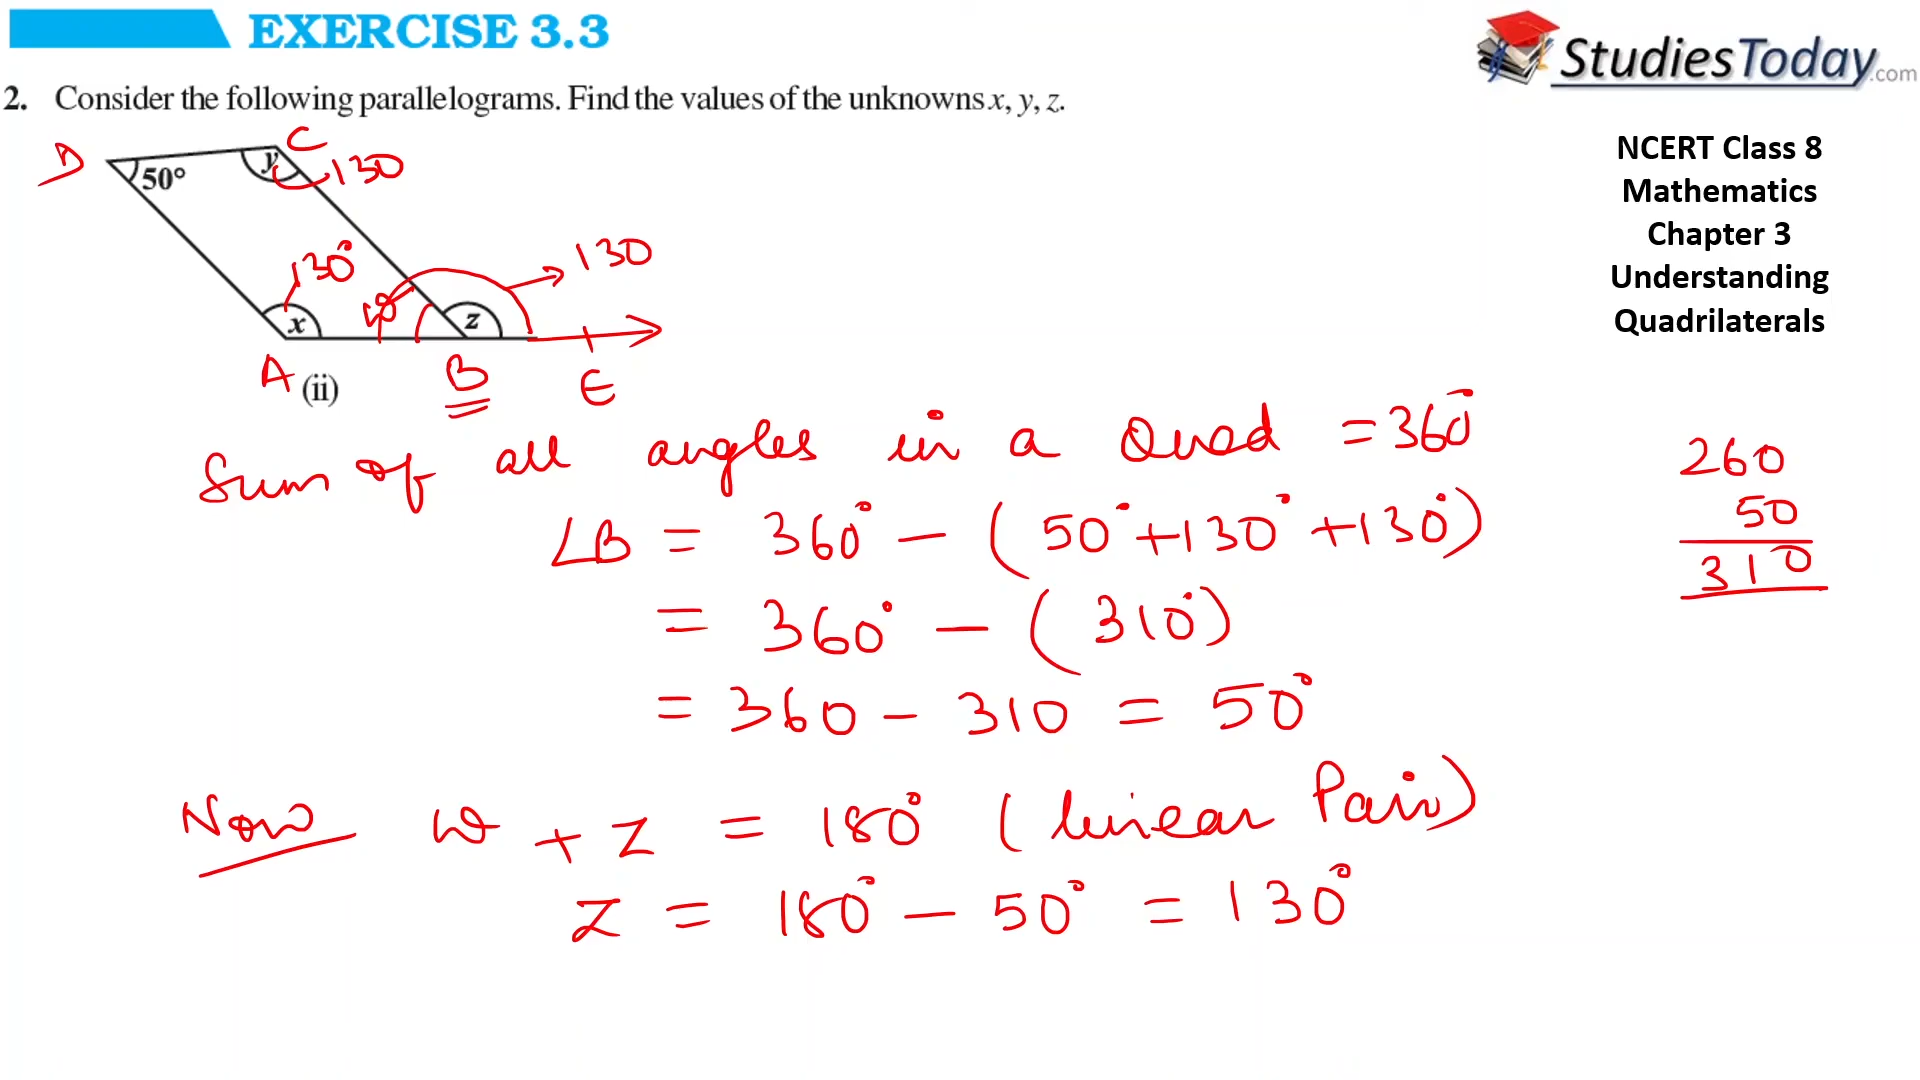 EXERCISE 3.3
StudiesToday.com
2. Consider the following parallelograms. Find the values of the unknowns x, y, z.
NCERT Class 8
Mathematics
Chapter 3
Understanding
Quadrilaterals
D
C
50°
y
130
130°
130
x
w
z
A
(ii)
B
E
Sum of all angles in a Quad = 360°
∠B = 360° - (50° + 130° + 130°)
= 360° - (310°)
= 360 - 310 = 50°
260
50
310
Now w + z = 180° (linear Pair)
z = 180° - 50° = 130°